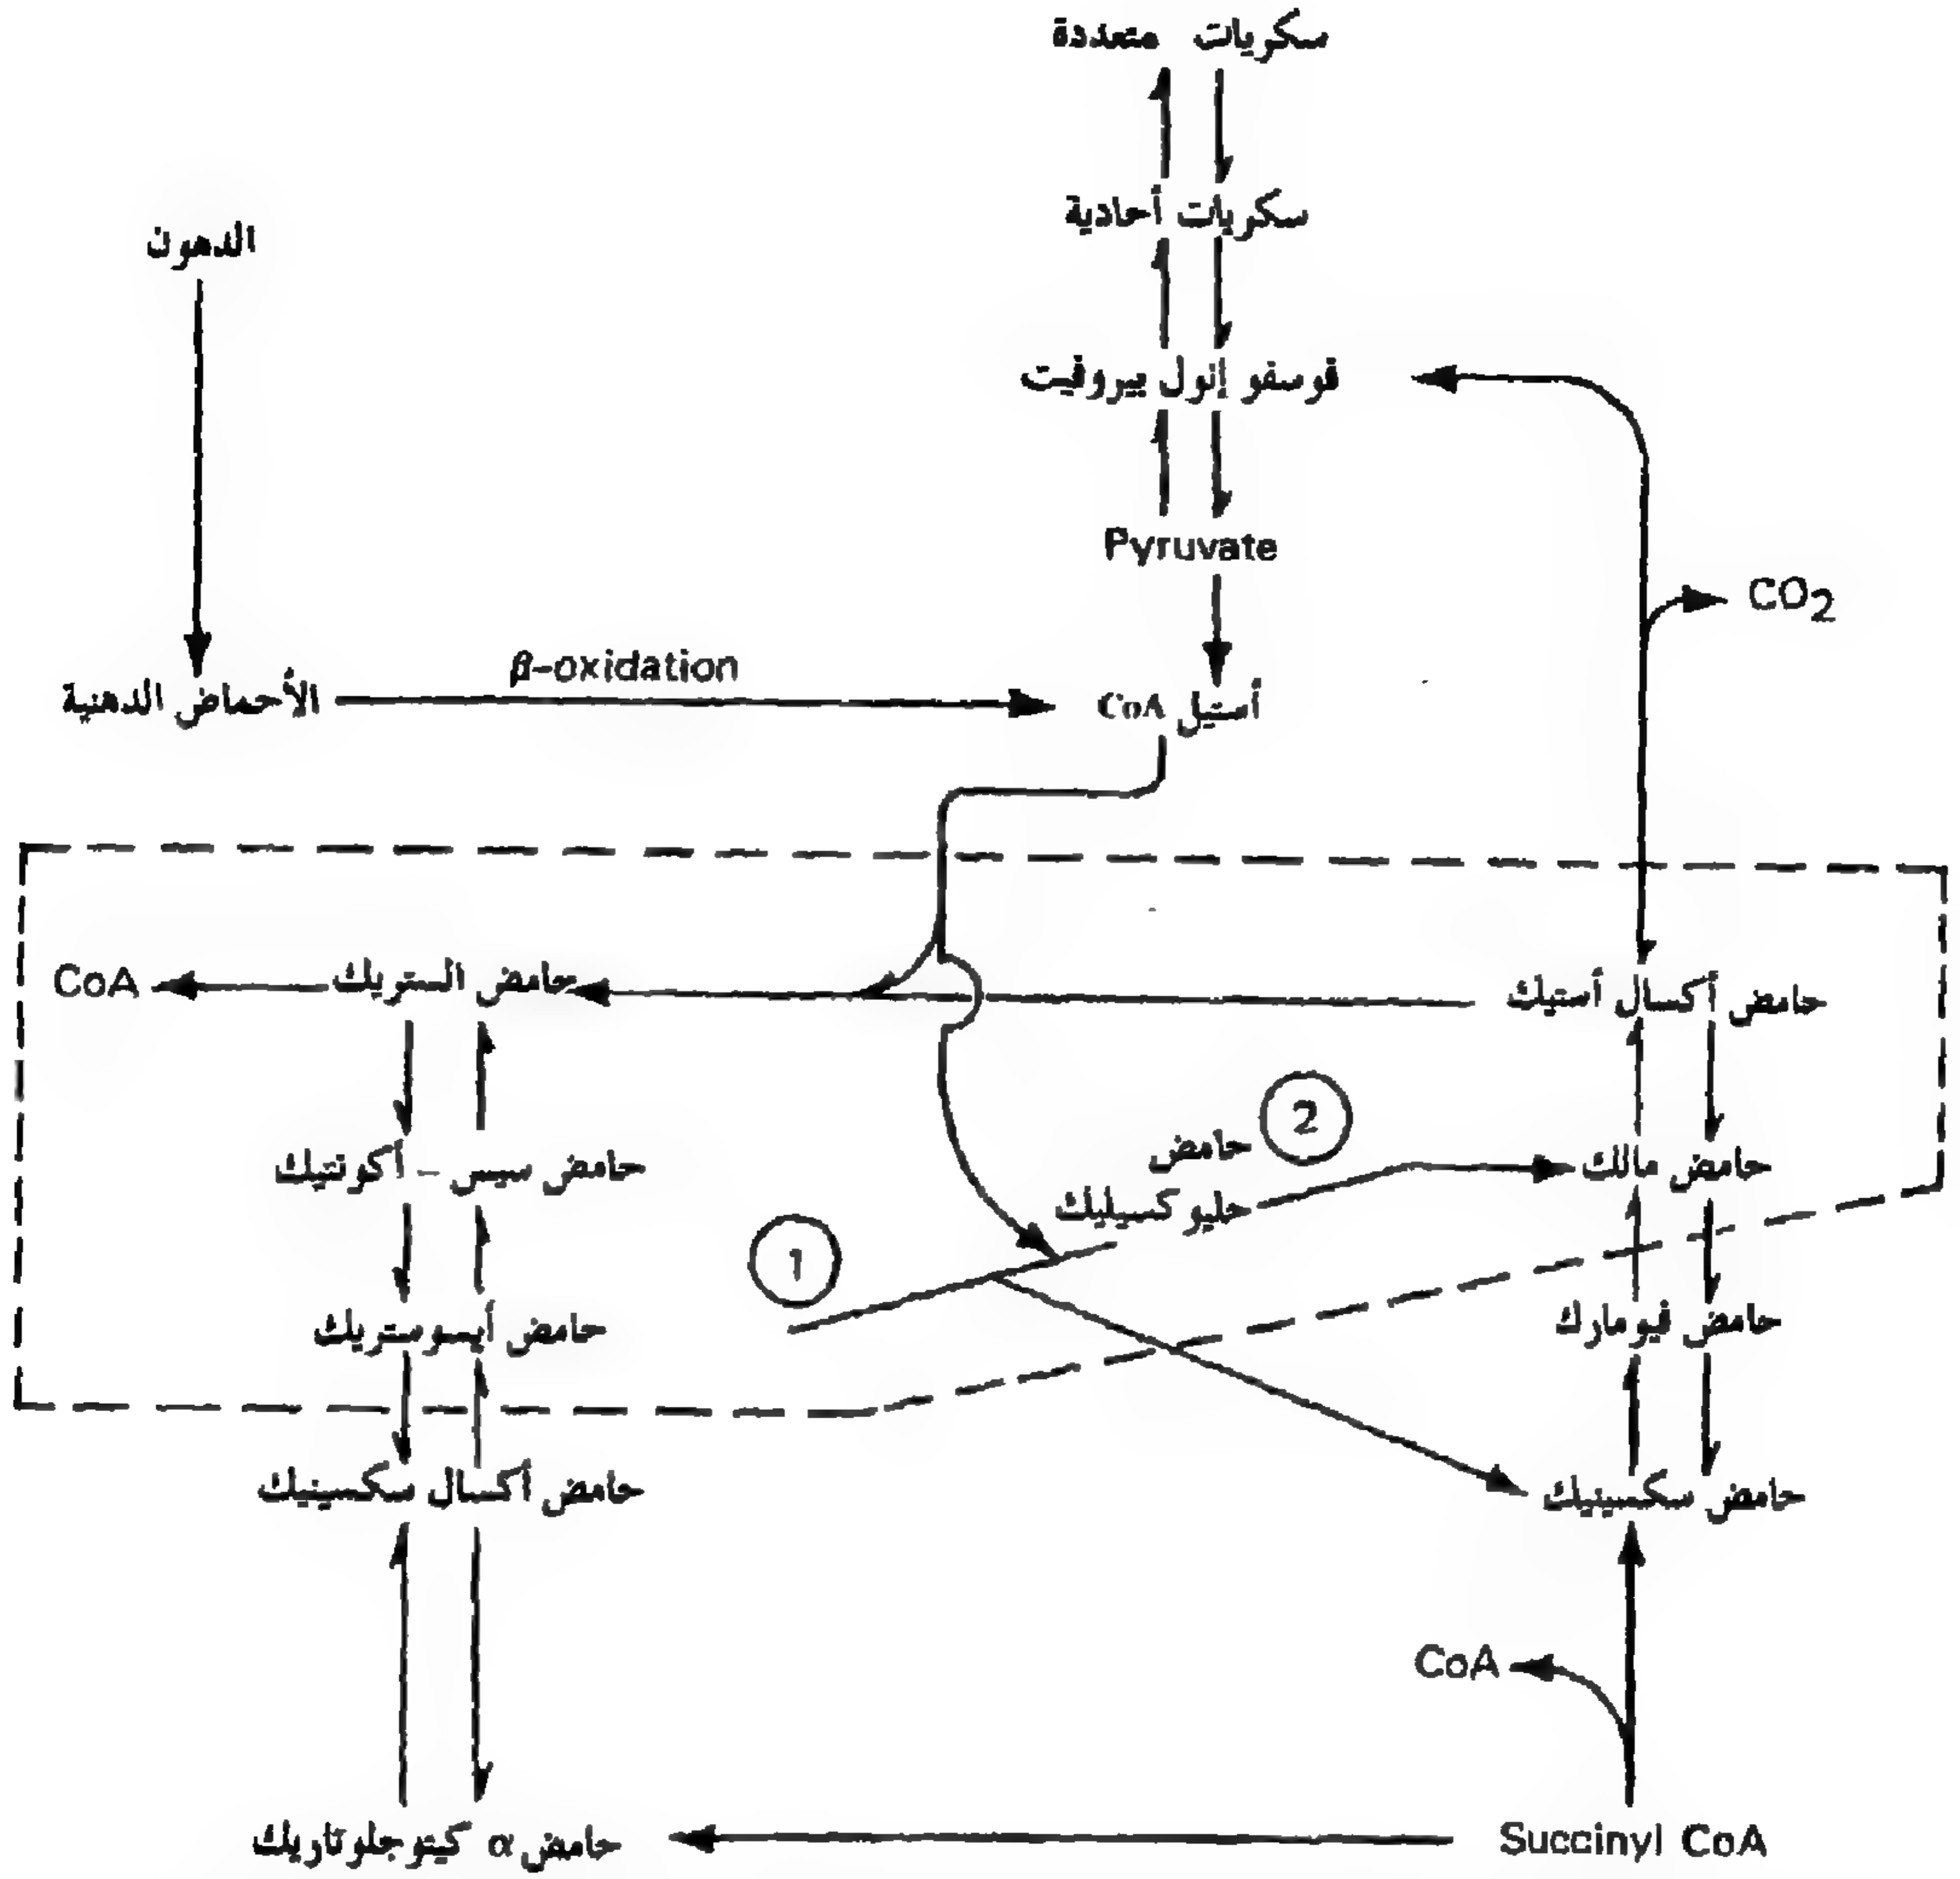 سكريات متعددة
سكريات أحادية
الدهون
فوسفو إنول بيروفيت
Pyruvate
CO2
β-oxidation
الأحماض الدهنية
أستيل CoA
CoA
حامض الستريك
حامض أكسال أستيك
2
حامض
جليو كسيليك
حامض مالك
حامض سيس - أكونتيك
1
حامض أيسوستريك
حامض فيومارك
حامض أكسال سكسينيك
حامض سكسينيك
CoA
حامض α كيتوجلوتاريك
Succinyl CoA